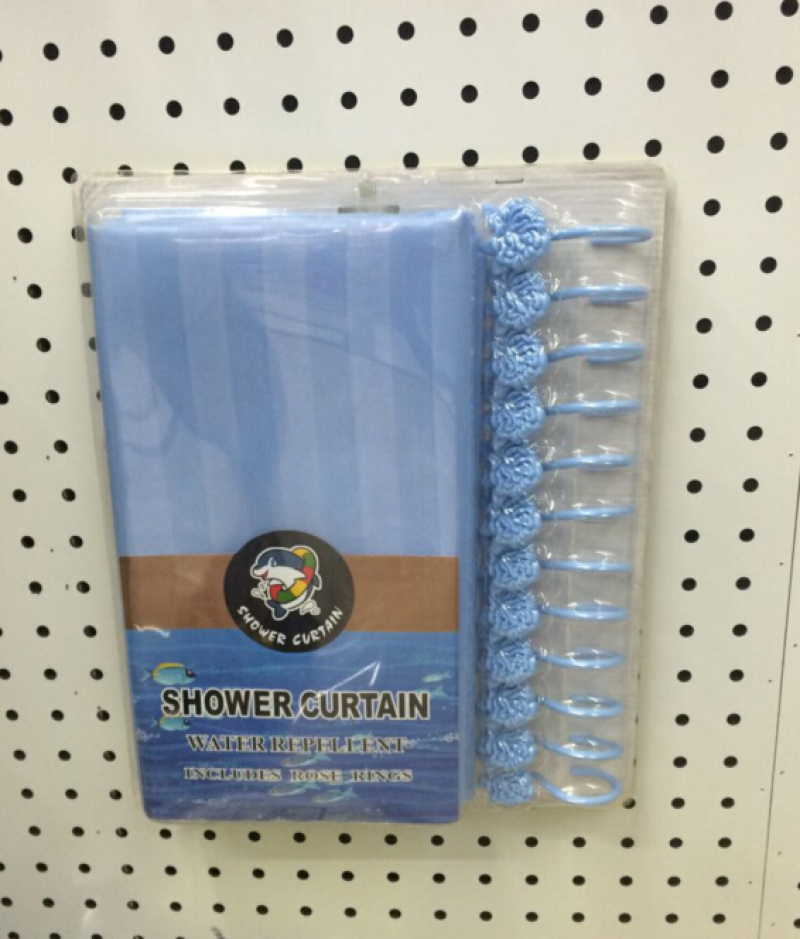 SHOWER CURTAIN
SHOWER CURTAIN
WATER REPELLENT
INCLUDES ROSE RINGS